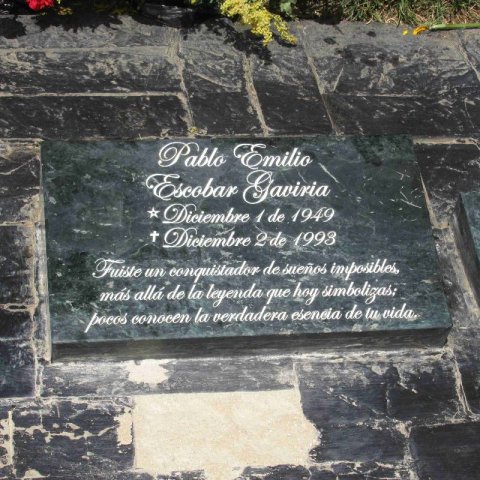 Pablo Emilio
Escobar Gaviria
☆ Diciembre 1 de 1949
✝ Diciembre 2 de 1993
Fuiste un conquistador de sueños imposibles,
más allá de la leyenda que hoy simbolizas;
pocos conocen la verdadera esencia de tu vida.